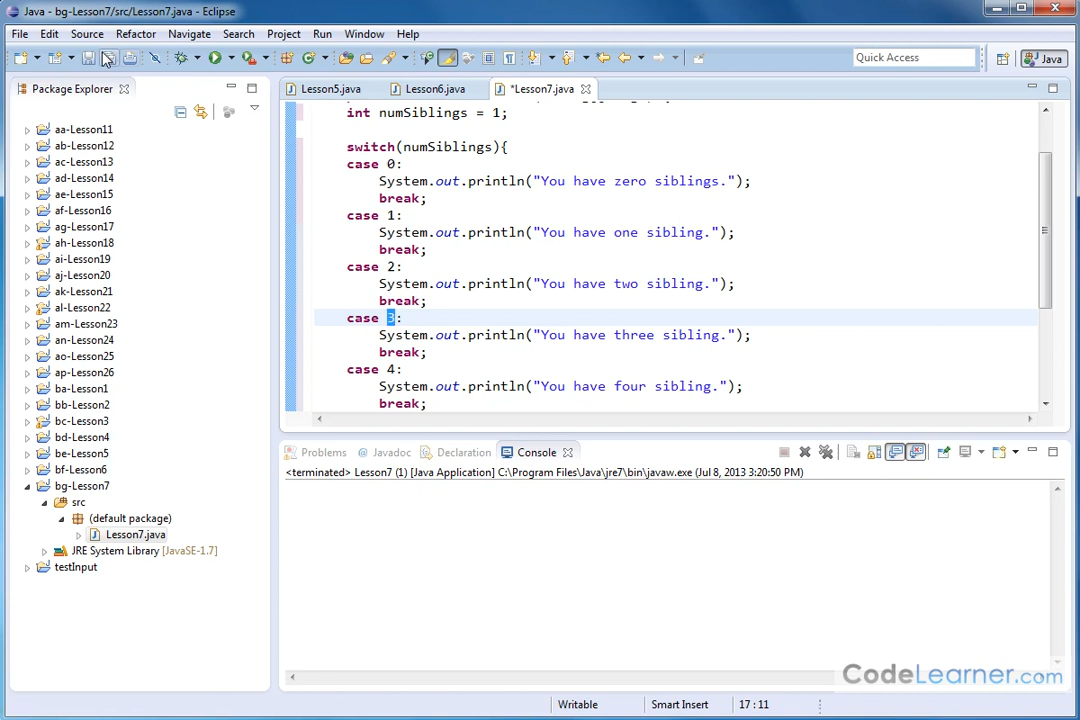 Java - bg-Lesson7/src/Lesson7.java - Eclipse
File Edit Source Refactor Navigate Search Project Run Window Help
Quick Access
Java
Package Explorer
Lesson5.java
Lesson6.java
*Lesson7.java
aa-Lesson11
ab-Lesson12
ac-Lesson13
ad-Lesson14
ae-Lesson15
af-Lesson16
ag-Lesson17
ah-Lesson18
ai-Lesson19
aj-Lesson20
ak-Lesson21
al-Lesson22
am-Lesson23
an-Lesson24
ao-Lesson25
ap-Lesson26
ba-Lesson1
bb-Lesson2
bc-Lesson3
bd-Lesson4
be-Lesson5
bf-Lesson6
bg-Lesson7
src
(default package)
Lesson7.java
JRE System Library [JavaSE-1.7]
testInput
int numSiblings = 1;
switch(numSiblings){
case 0:
System.out.println("You have zero siblings.");
break;
case 1:
System.out.println("You have one sibling.");
break;
case 2:
System.out.println("You have two sibling.");
break;
case 3:
System.out.println("You have three sibling.");
break;
case 4:
System.out.println("You have four sibling.");
break;
Problems @ Javadoc Declaration Console
<terminated> Lesson7 (1) [Java Application] C:\Program Files\Java\jre7\bin\javaw.exe (Jul 8, 2013 3:20:50 PM)
CodeLearner.com
Writable Smart Insert 17 : 11